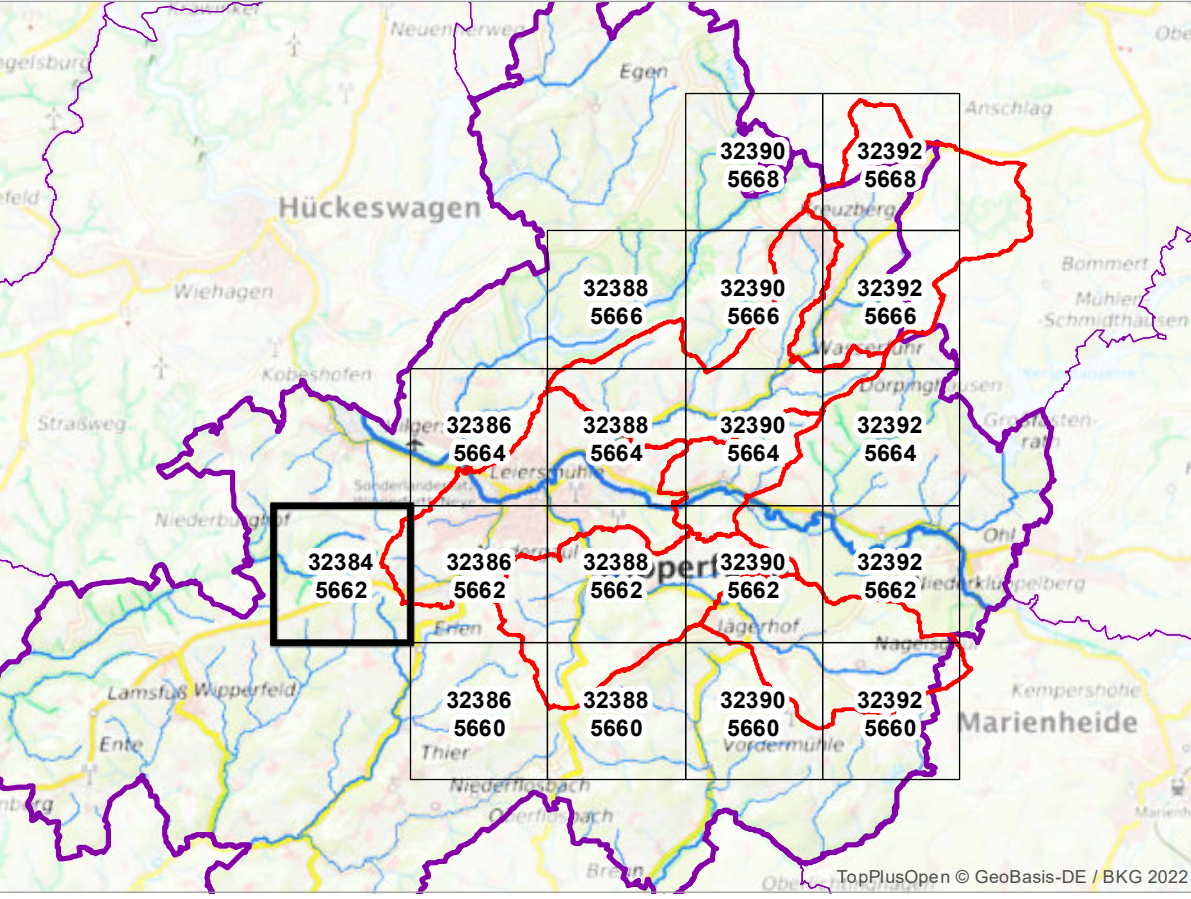 Neuenherweg
Egen
Anschlag
32390
5668
32392
5668
Hückeswagen
Kreuzberg
Wiehagen
32388
5666
32390
5666
32392
5666
Bommert
Mühlen
-Schmidthausen
Wasserfuhr
Kobeshofen
Dörpinghausen
Straßweg
32386
5664
32388
5664
32390
5664
32392
5664
Leiersmühle
Niederburghof
Ohl
32384
5662
32386
5662
32388
5662
32390
5662
32392
5662
Niederklüppelberg
Erlen
Jägerhof
Lamsfuß
Wipperfeld
32386
5660
32388
5660
32390
5660
32392
5660
Kempershöhe
Marienheide
Ente
Thier
Vordermühle
Niederflosbach
Oberflosbach
TopPlusOpen © GeoBasis-DE / BKG 2022